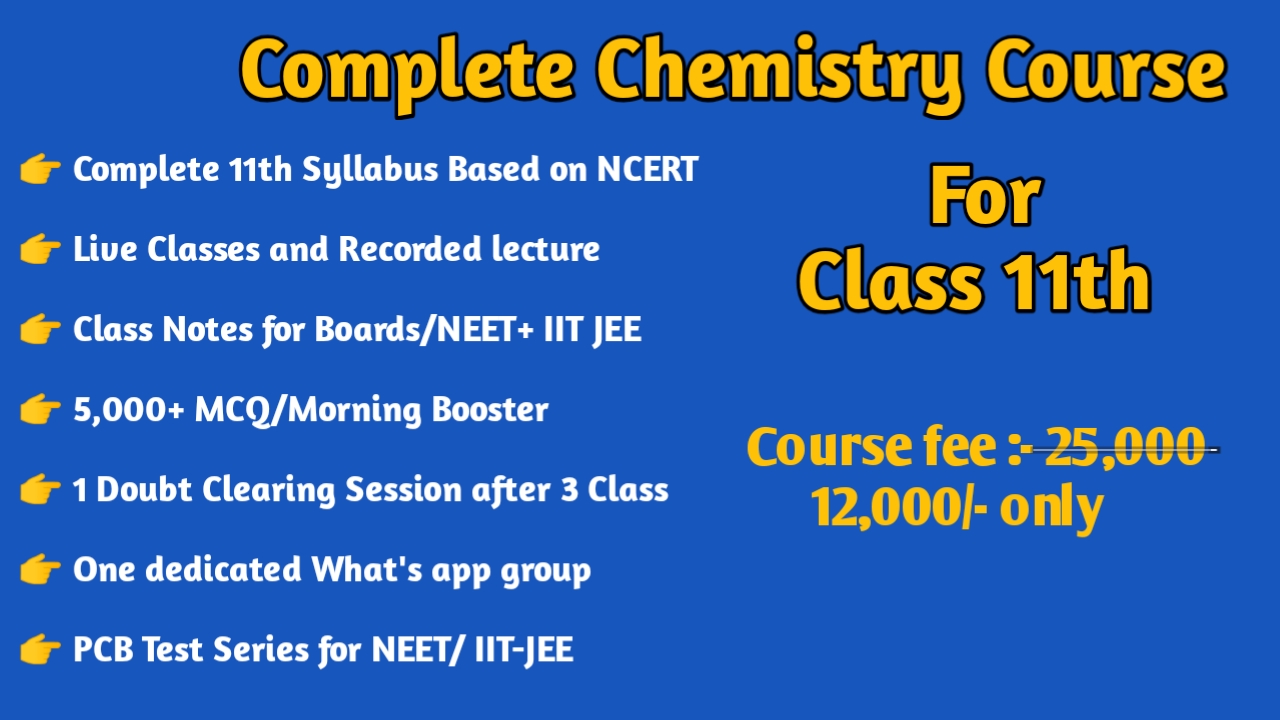 Complete Chemistry Course
For
Class 11th
👉 Complete 11th Syllabus Based on NCERT
👉 Live Classes and Recorded lecture
👉 Class Notes for Boards/NEET+ IIT JEE
👉 5,000+ MCQ/Morning Booster
👉 1 Doubt Clearing Session after 3 Class
👉 One dedicated What's app group
👉 PCB Test Series for NEET/ IIT-JEE
Course fee :- 25,000
12,000/- only